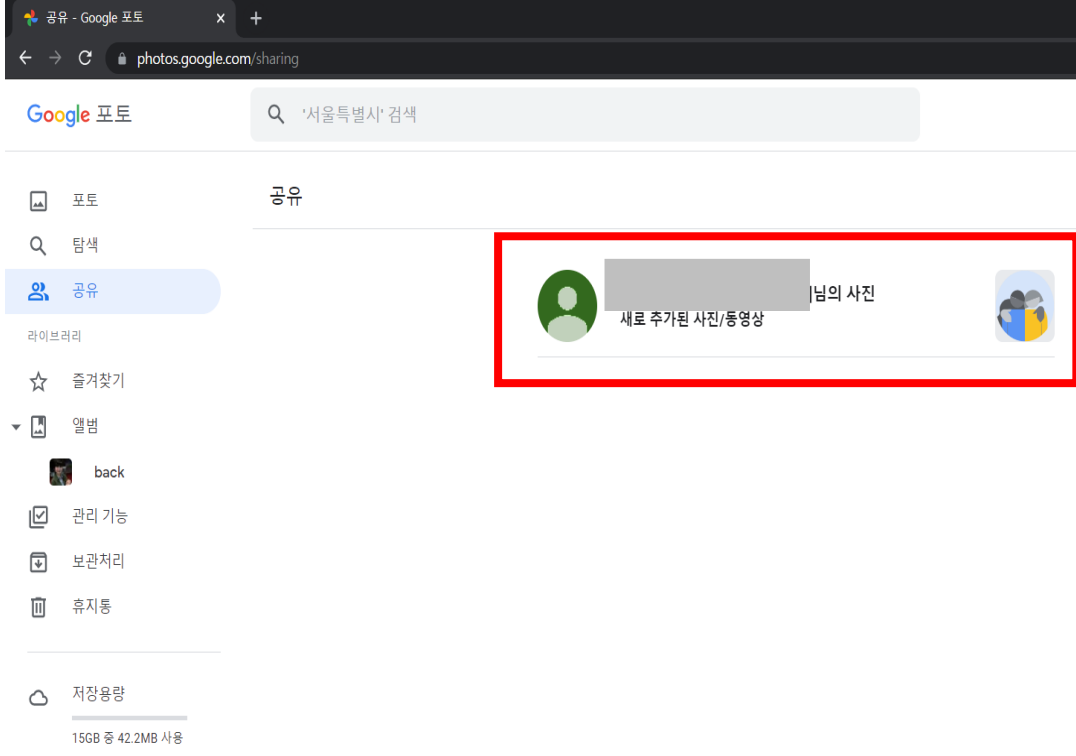 공유 - Google 포토
photos.google.com/sharing
Google 포토
'서울특별시' 검색
포토
탐색
공유
라이브러리
즐겨찾기
앨범
back
관리 기능
보관처리
휴지통
저장용량
15GB 중 42.2MB 사용
공유
님의 사진
새로 추가된 사진/동영상